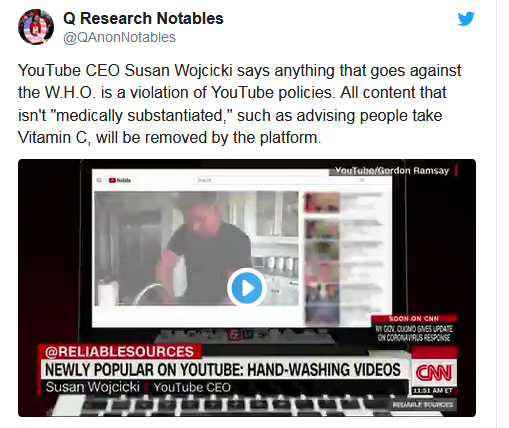 Q Research Notables
@QAnonNotables
YouTube CEO Susan Wojcicki says anything that goes against
the W.H.O. is a violation of YouTube policies. All content that
isn't "medically substantiated," such as advising people take
Vitamin C, will be removed by the platform.
YouTube/Gordon Ramsay
YouTube
Search
SOON ON CNN
NY GOV. CUOMO GIVES UPDATE
ON CORONAVIRUS RESPONSE
@RELIABLESOURCES
NEWLY POPULAR ON YOUTUBE: HAND-WASHING VIDEOS
CNN
Susan Wojcicki YouTube CEO
11:51 AM ET
RELIABLE SOURCES